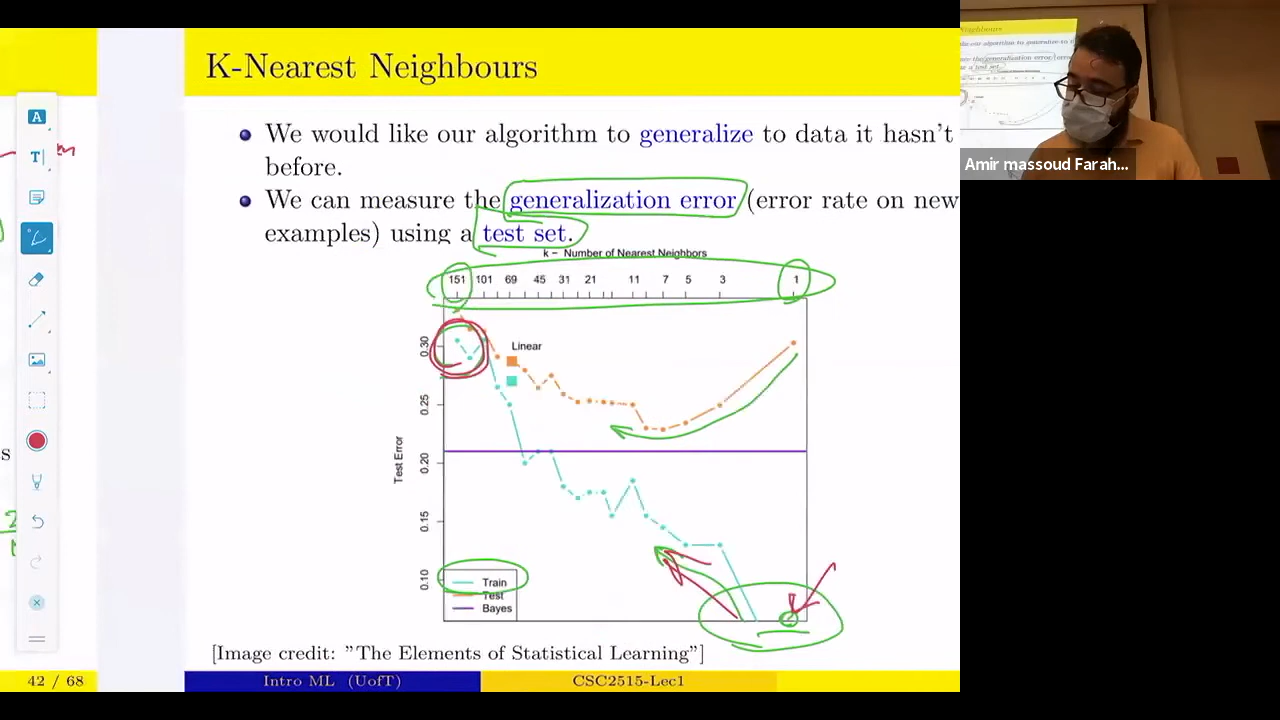 K-Nearest Neighbours
We would like our algorithm to generalize to data it hasn't
before.
We can measure the generalization error (error rate on new
examples) using a test set.
k − Number of Nearest Neighbors
151 101 69 45 31 21 11 7 5 3 1
Linear
0.30
0.25
0.20
0.15
0.10
Test Error
Train
Test
Bayes
[Image credit: "The Elements of Statistical Learning"]
42 / 68
Intro ML (UofT)
CSC2515-Lec1
Amir massoud Farah...
A
T
s